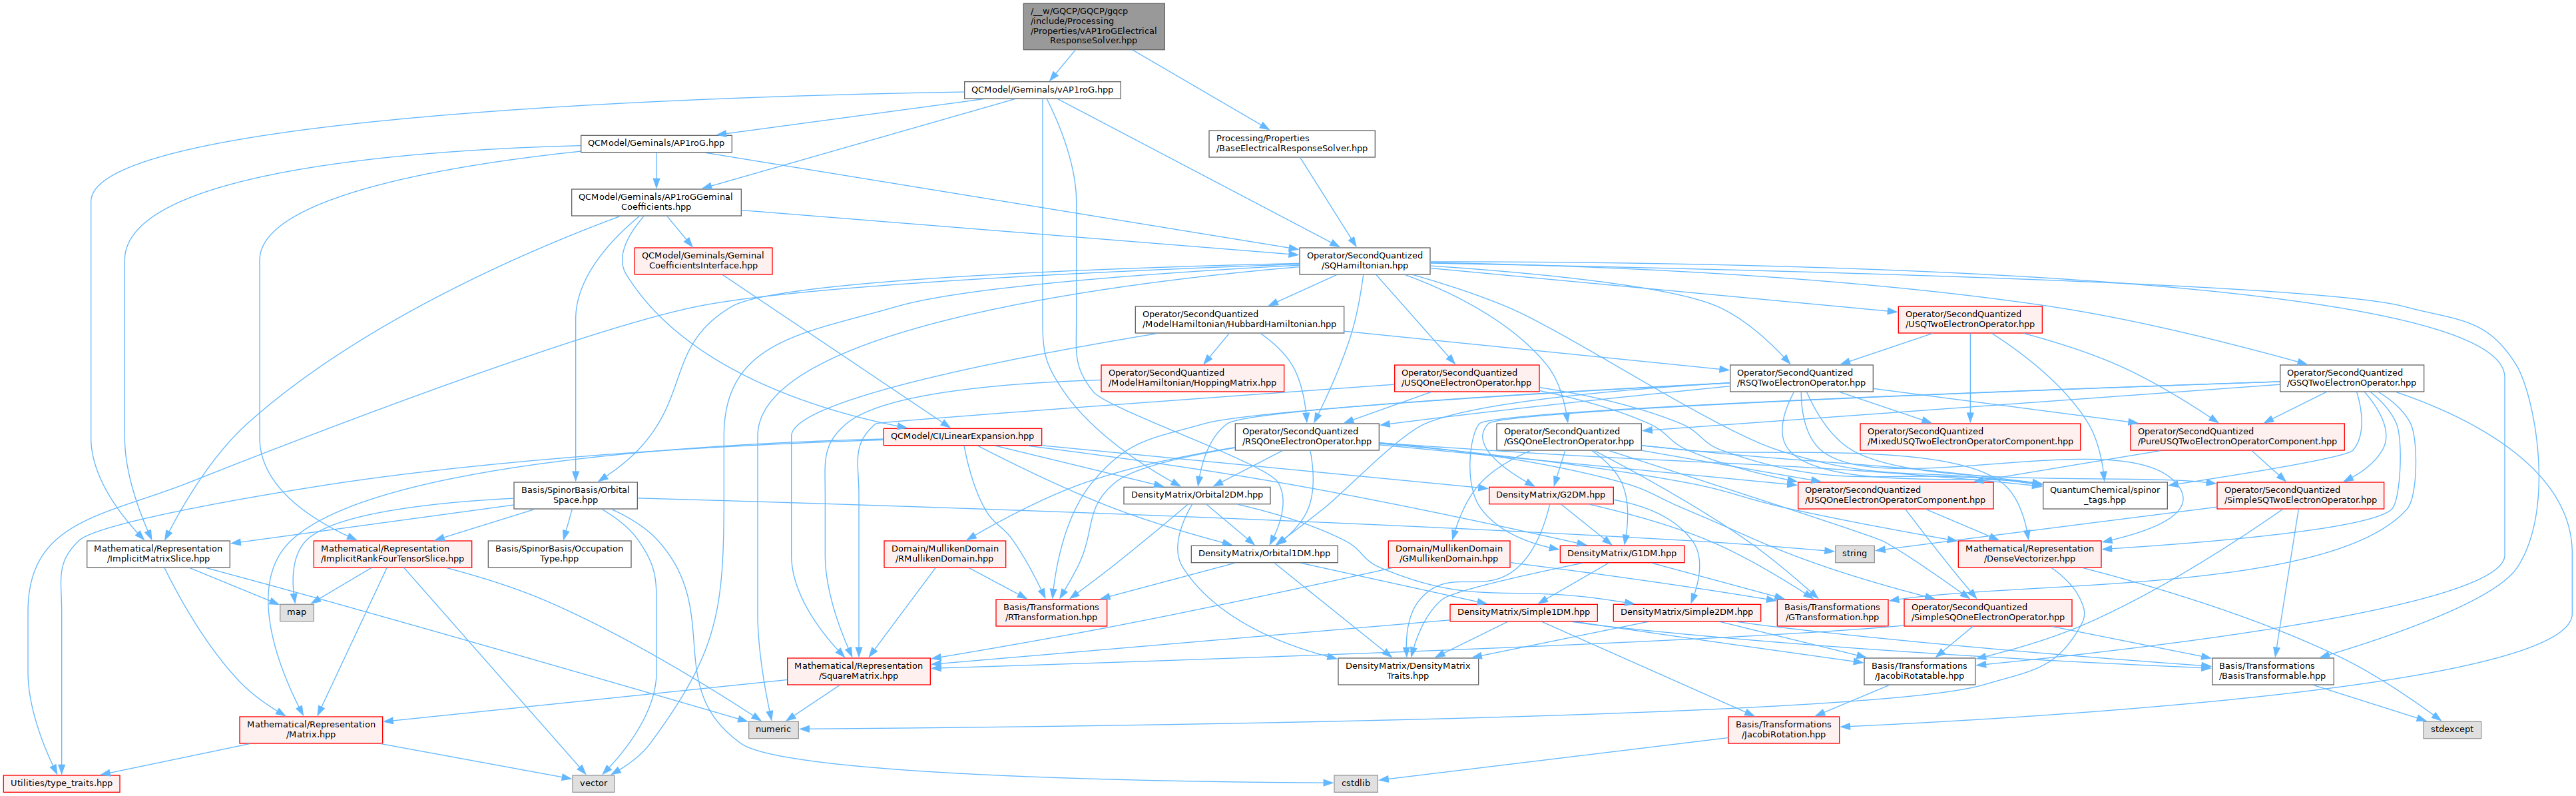 /__w/GQCP/GQCP/gqcp
/include/Processing
/Properties/vAP1roGElectrical
ResponseSolver.hpp
QCModel/Geminals/vAP1roG.hpp
QCModel/Geminals/AP1roG.hpp
Processing/Properties
/BaseElectricalResponseSolver.hpp
QCModel/Geminals/AP1roGGeminal
Coefficients.hpp
QCModel/Geminals/Geminal
CoefficientsInterface.hpp
Operator/SecondQuantized
/SQHamiltonian.hpp
Operator/SecondQuantized
/ModelHamiltonian/HubbardHamiltonian.hpp
Operator/SecondQuantized
/USQTwoElectronOperator.hpp
Operator/SecondQuantized
/ModelHamiltonian/HoppingMatrix.hpp
Operator/SecondQuantized
/USQOneElectronOperator.hpp
Operator/SecondQuantized
/RSQTwoElectronOperator.hpp
Operator/SecondQuantized
/GSQTwoElectronOperator.hpp
QCModel/CI/LinearExpansion.hpp
Operator/SecondQuantized
/RSQOneElectronOperator.hpp
Operator/SecondQuantized
/GSQOneElectronOperator.hpp
Operator/SecondQuantized
/MixedUSQTwoElectronOperatorComponent.hpp
Operator/SecondQuantized
/PureUSQTwoElectronOperatorComponent.hpp
Basis/SpinorBasis/Orbital
Space.hpp
DensityMatrix/Orbital2DM.hpp
DensityMatrix/G2DM.hpp
Operator/SecondQuantized
/USQOneElectronOperatorComponent.hpp
QuantumChemical/spinor
_tags.hpp
Operator/SecondQuantized
/SimpleSQTwoElectronOperator.hpp
Mathematical/Representation
/ImplicitMatrixSlice.hpp
Mathematical/Representation
/ImplicitRankFourTensorSlice.hpp
Basis/SpinorBasis/Occupation
Type.hpp
Domain/MullikenDomain
/RMullikenDomain.hpp
DensityMatrix/Orbital1DM.hpp
Domain/MullikenDomain
/GMullikenDomain.hpp
DensityMatrix/G1DM.hpp
string
Mathematical/Representation
/DenseVectorizer.hpp
map
Basis/Transformations
/RTransformation.hpp
DensityMatrix/Simple1DM.hpp
DensityMatrix/Simple2DM.hpp
Basis/Transformations
/GTransformation.hpp
Operator/SecondQuantized
/SimpleSQOneElectronOperator.hpp
Mathematical/Representation
/SquareMatrix.hpp
DensityMatrix/DensityMatrix
Traits.hpp
Basis/Transformations
/JacobiRotatable.hpp
Basis/Transformations
/BasisTransformable.hpp
Mathematical/Representation
/Matrix.hpp
numeric
Basis/Transformations
/JacobiRotation.hpp
stdexcept
Utilities/type_traits.hpp
vector
cstdlib